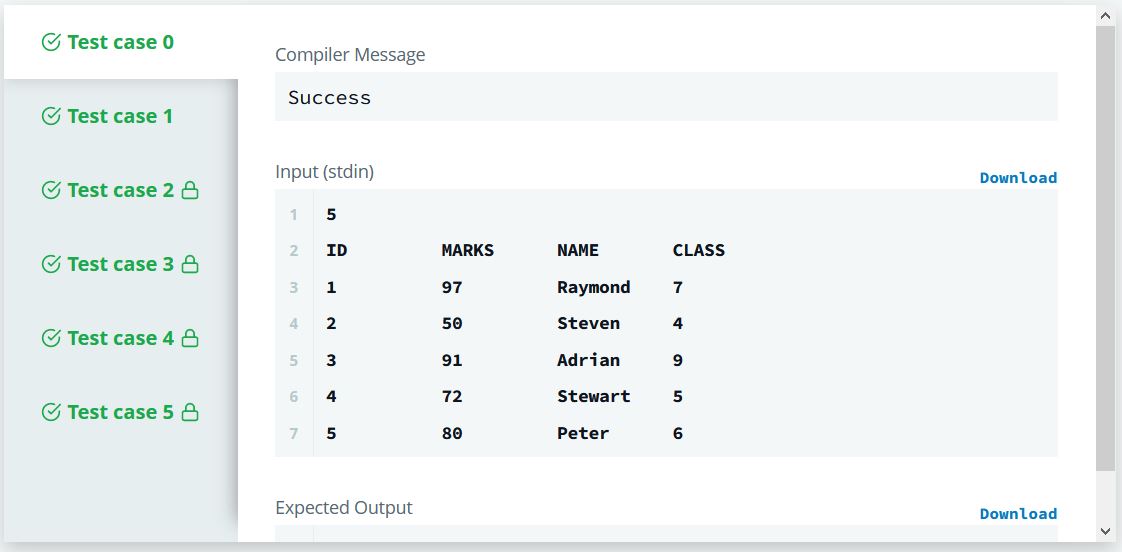 Test case 0
Test case 1
Test case 2
Test case 3
Test case 4
Test case 5
Compiler Message
Success
Input (stdin)
Download
1 5
2 ID MARKS NAME CLASS
3 1 97 Raymond 7
4 2 50 Steven 4
5 3 91 Adrian 9
6 4 72 Stewart 5
7 5 80 Peter 6
Expected Output
Download